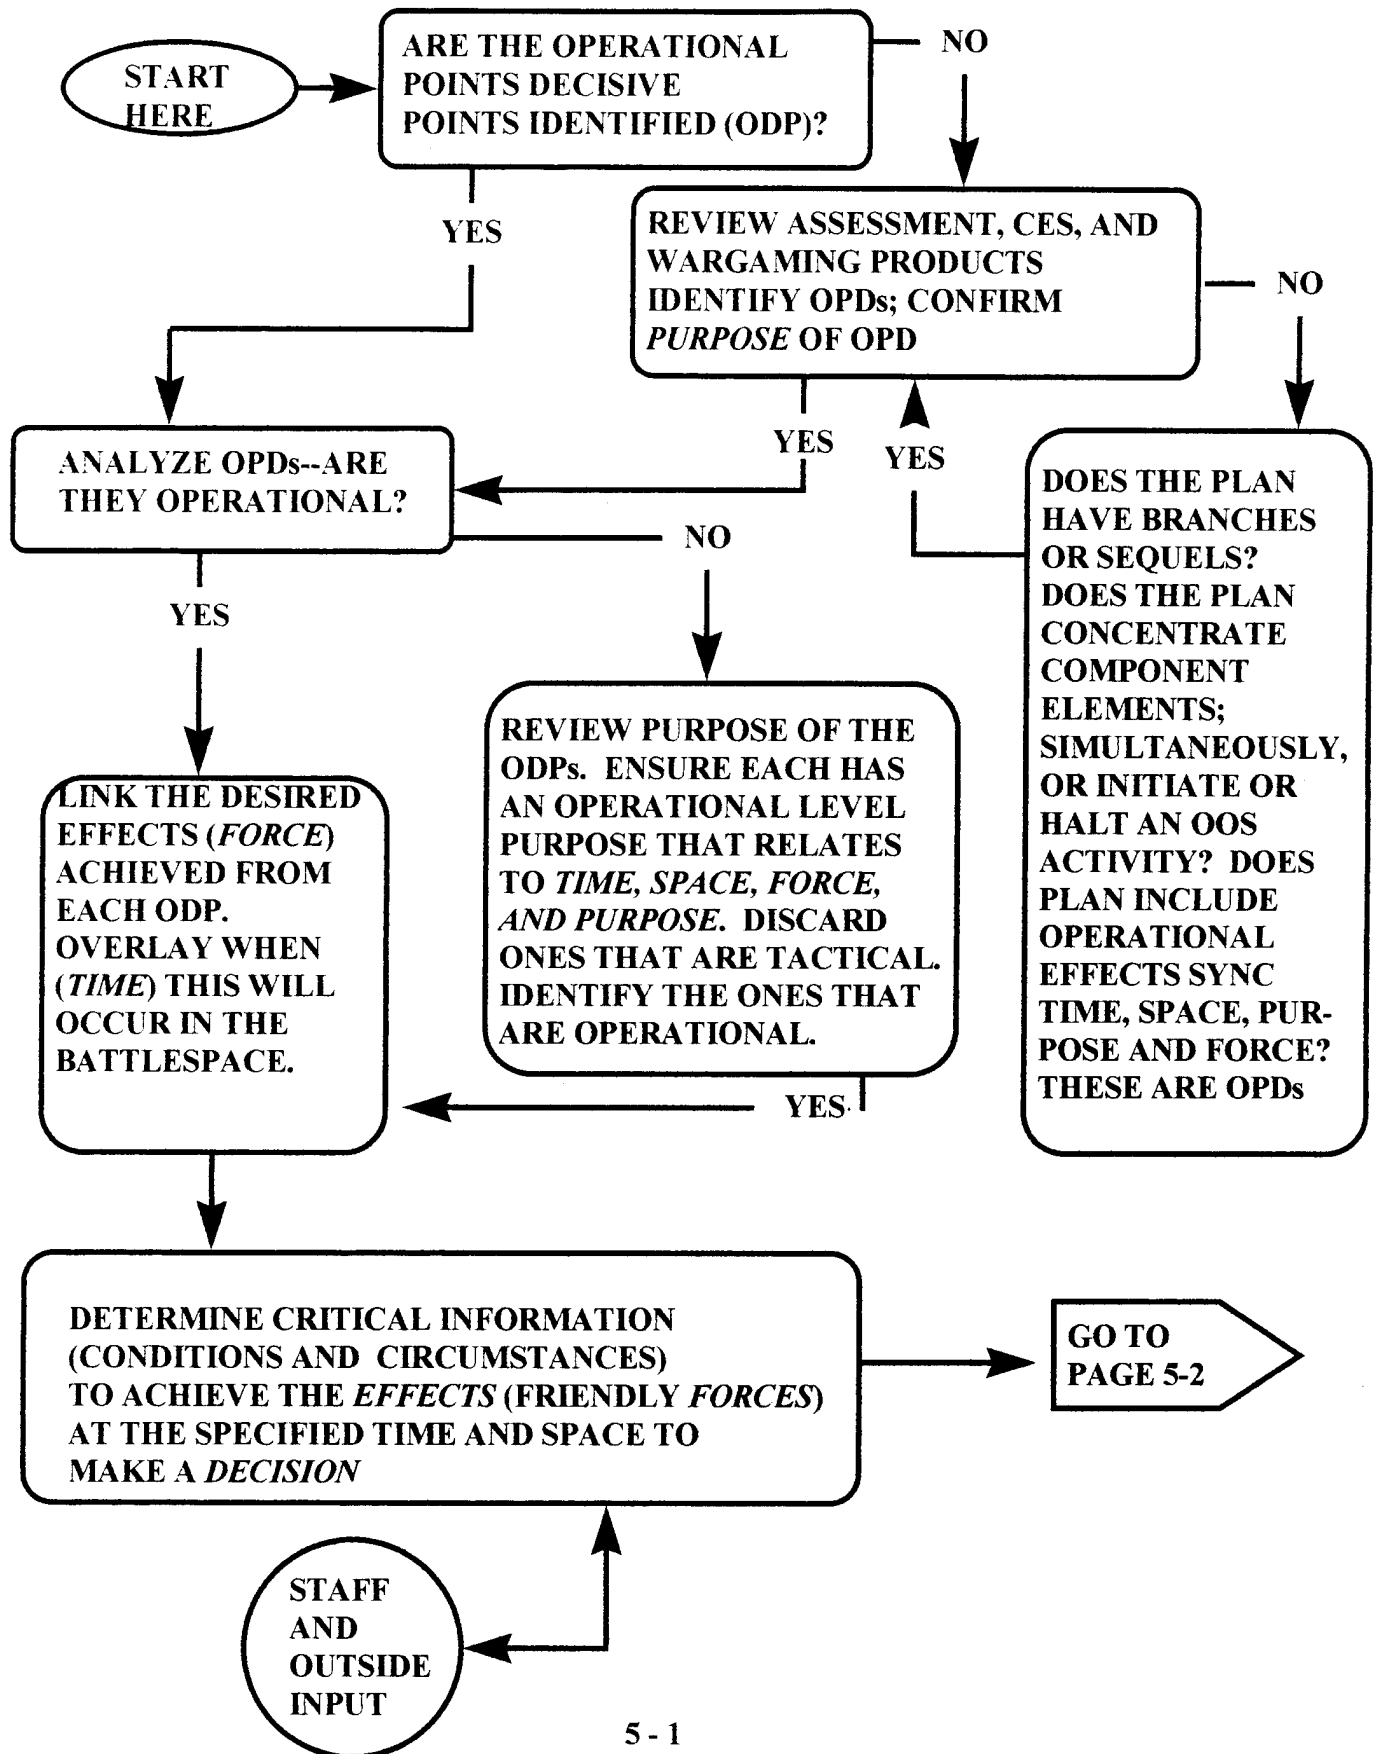 START
HERE
ARE THE OPERATIONAL
POINTS DECISIVE
POINTS IDENTIFIED (ODP)?
NO
YES
REVIEW ASSESSMENT, CES, AND
WARGAMING PRODUCTS
IDENTIFY OPDs; CONFIRM
PURPOSE OF OPD
NO
YES
YES
ANALYZE OPDs--ARE
THEY OPERATIONAL?
NO
YES
DOES THE PLAN
HAVE BRANCHES
OR SEQUELS?
DOES THE PLAN
CONCENTRATE
COMPONENT
ELEMENTS;
SIMULTANEOUSLY,
OR INITIATE OR
HALT AN OOS
ACTIVITY? DOES
PLAN INCLUDE
OPERATIONAL
EFFECTS SYNC
TIME, SPACE, PUR-
POSE AND FORCE?
THESE ARE OPDs
REVIEW PURPOSE OF THE
ODPs. ENSURE EACH HAS
AN OPERATIONAL LEVEL
PURPOSE THAT RELATES
TO TIME, SPACE, FORCE,
AND PURPOSE. DISCARD
ONES THAT ARE TACTICAL.
IDENTIFY THE ONES THAT
ARE OPERATIONAL.
YES
LINK THE DESIRED
EFFECTS (FORCE)
ACHIEVED FROM
EACH ODP.
OVERLAY WHEN
(TIME) THIS WILL
OCCUR IN THE
BATTLESPACE.
DETERMINE CRITICAL INFORMATION
(CONDITIONS AND CIRCUMSTANCES)
TO ACHIEVE THE EFFECTS (FRIENDLY FORCES)
AT THE SPECIFIED TIME AND SPACE TO
MAKE A DECISION
GO TO
PAGE 5-2
STAFF
AND
OUTSIDE
INPUT
5 - 1